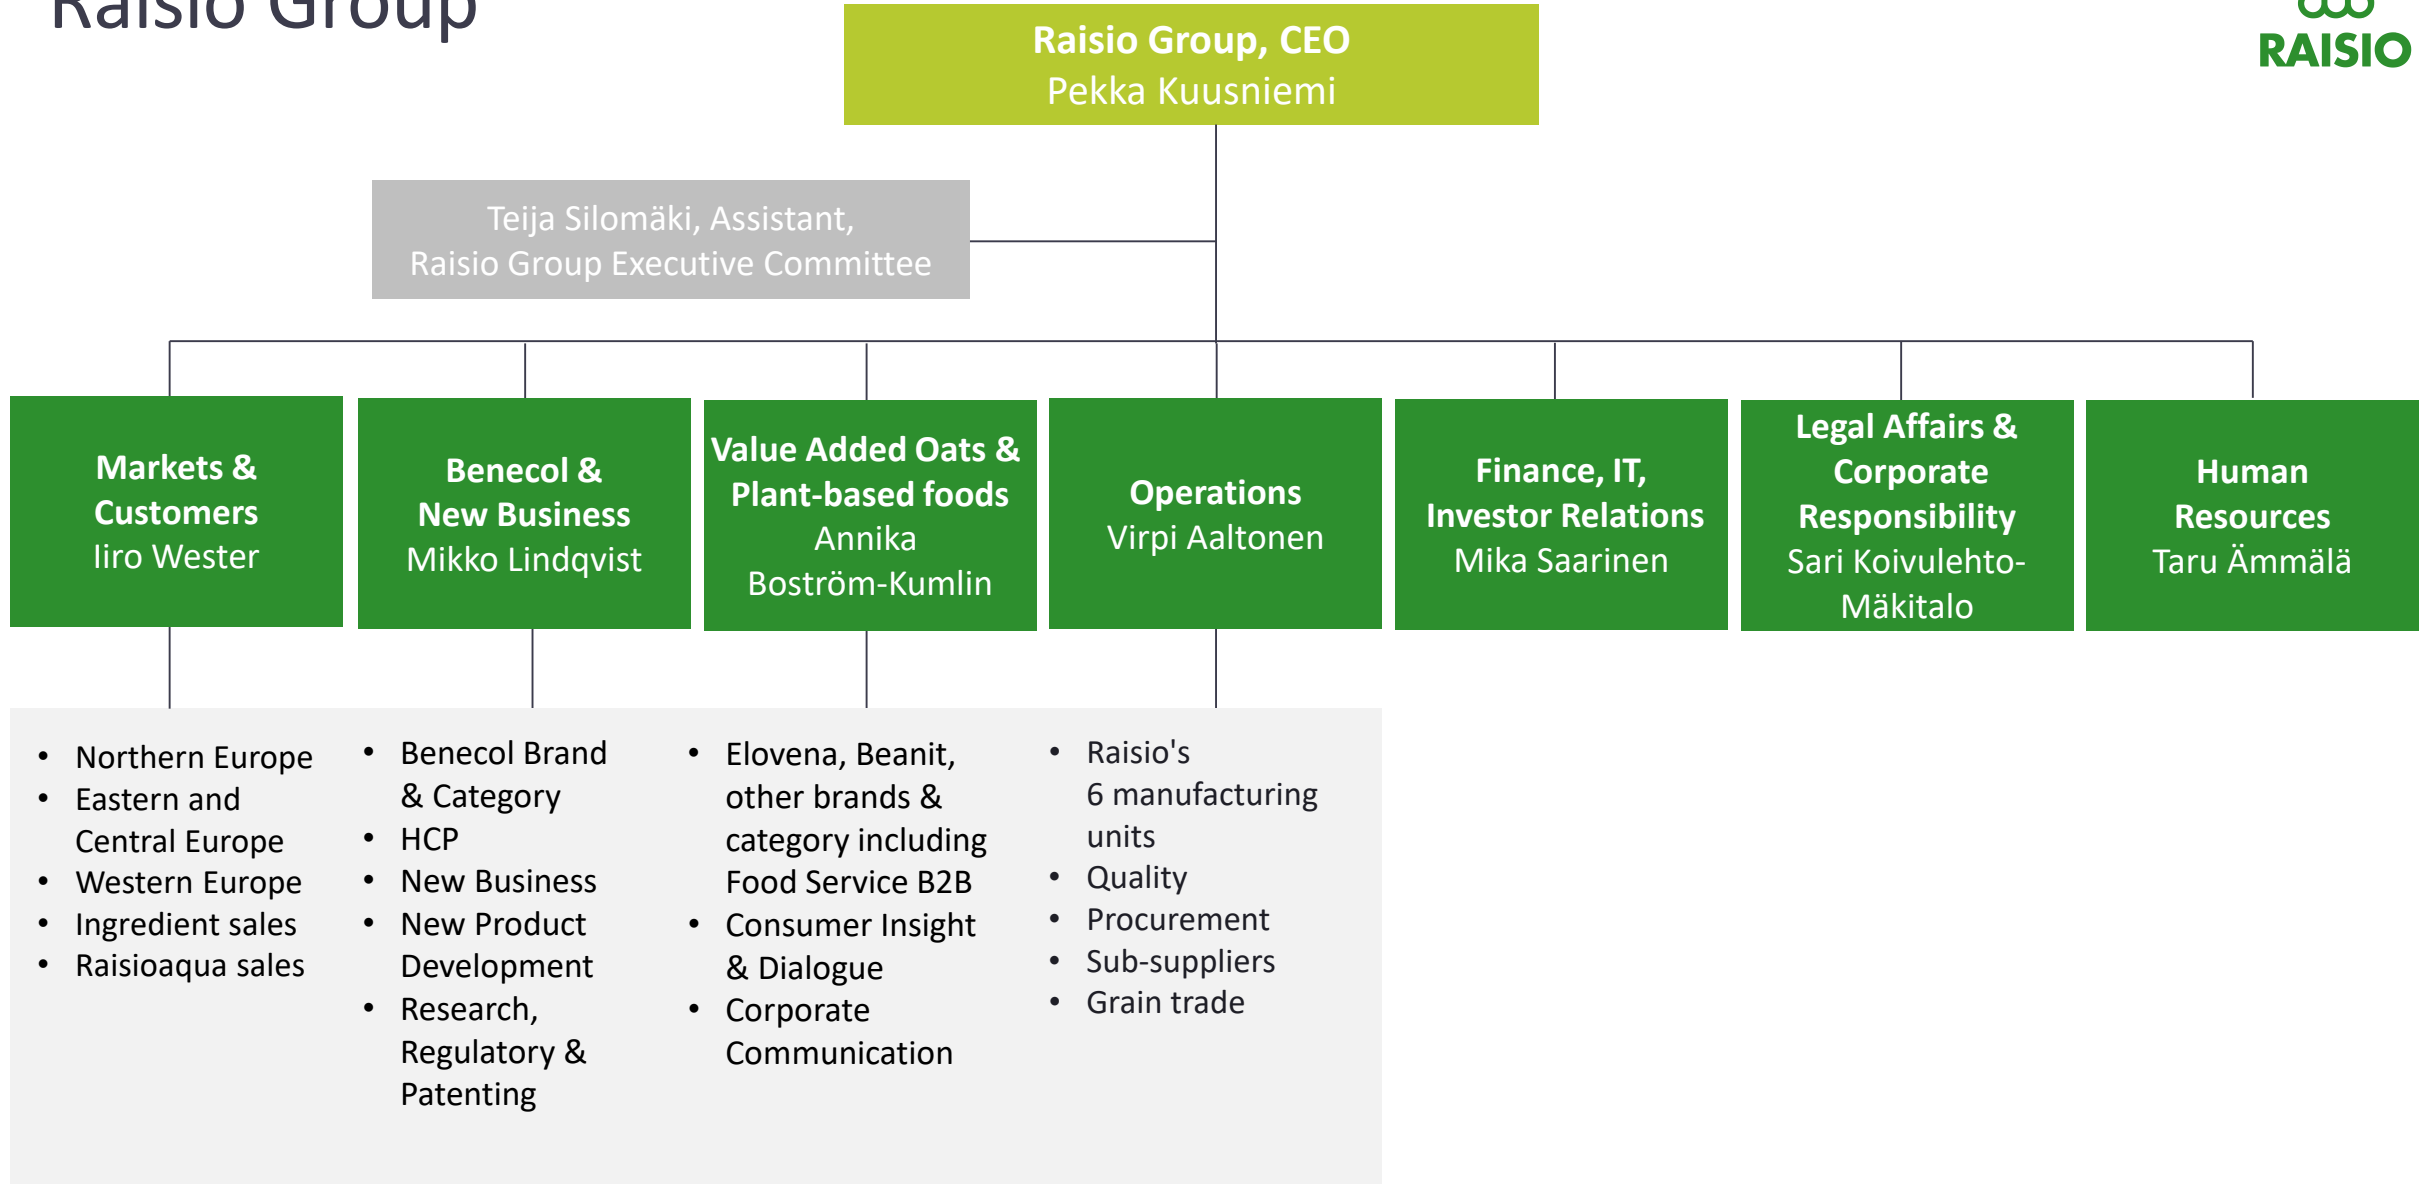 Raisio Group
RAISIO
Raisio Group, CEO
Pekka Kuusniemi
Teija Silomäki, Assistant,
Raisio Group Executive Committee
Markets &
Customers
Iiro Wester
Benecol &
New Business
Mikko Lindqvist
Value Added Oats &
Plant-based foods
Annika
Boström-Kumlin
Operations
Virpi Aaltonen
Finance, IT,
Investor Relations
Mika Saarinen
Legal Affairs &
Corporate
Responsibility
Sari Koivulehto-
Mäkitalo
Human
Resources
Taru Ämmälä
• Northern Europe
• Eastern and
Central Europe
• Western Europe
• Ingredient sales
• Raisioaqua sales
• Benecol Brand
& Category
• HCP
• New Business
• New Product
Development
• Research,
Regulatory &
Patenting
• Elovena, Beanit,
other brands &
category including
Food Service B2B
• Consumer Insight
& Dialogue
• Corporate
Communication
• Raisio's
6 manufacturing
units
• Quality
• Procurement
• Sub-suppliers
• Grain trade